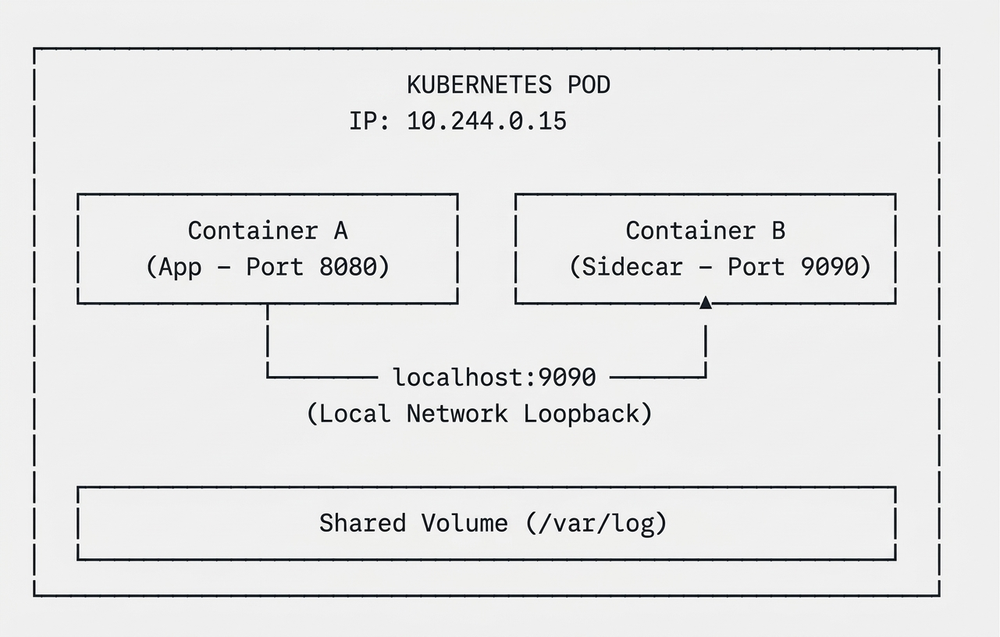 KUBERNETES POD
IP: 10.244.0.15
Container A
(App – Port 8080)
Container B
(Sidecar – Port 9090)
localhost:9090
(Local Network Loopback)
Shared Volume (/var/log)